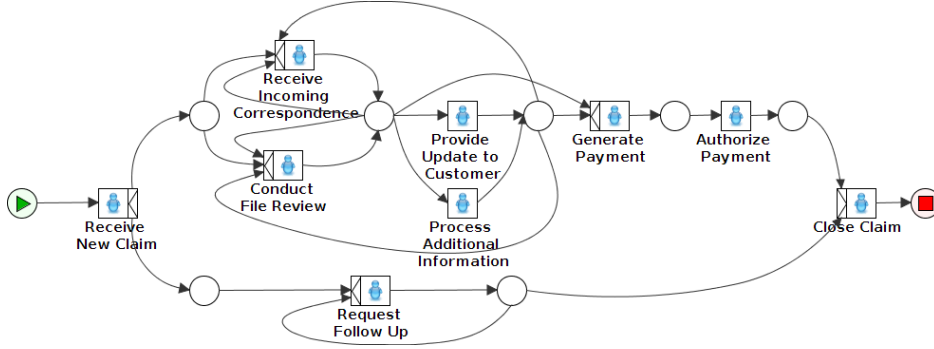 Receive
Incoming
Correspondence
Provide
Update to
Customer
Generate
Payment
Authorize
Payment
Conduct
File Review
Receive
New Claim
Process
Additional
Information
Close Claim
Request
Follow Up